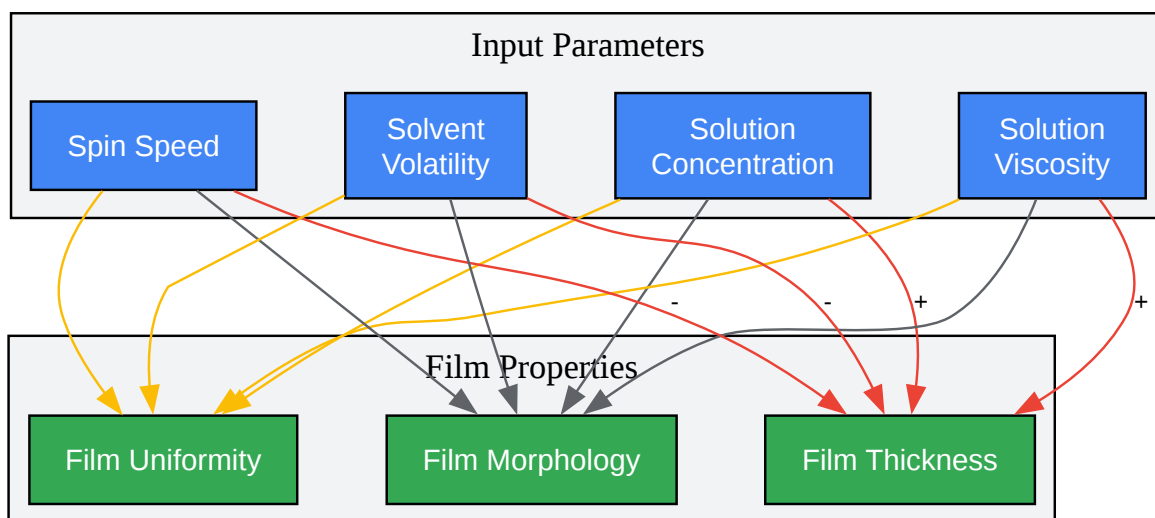 Input Parameters
Spin Speed
Solvent
Volatility
Solution
Concentration
Solution
Viscosity
-
-
+
+
Film Properties
Film Uniformity
Film Morphology
Film Thickness